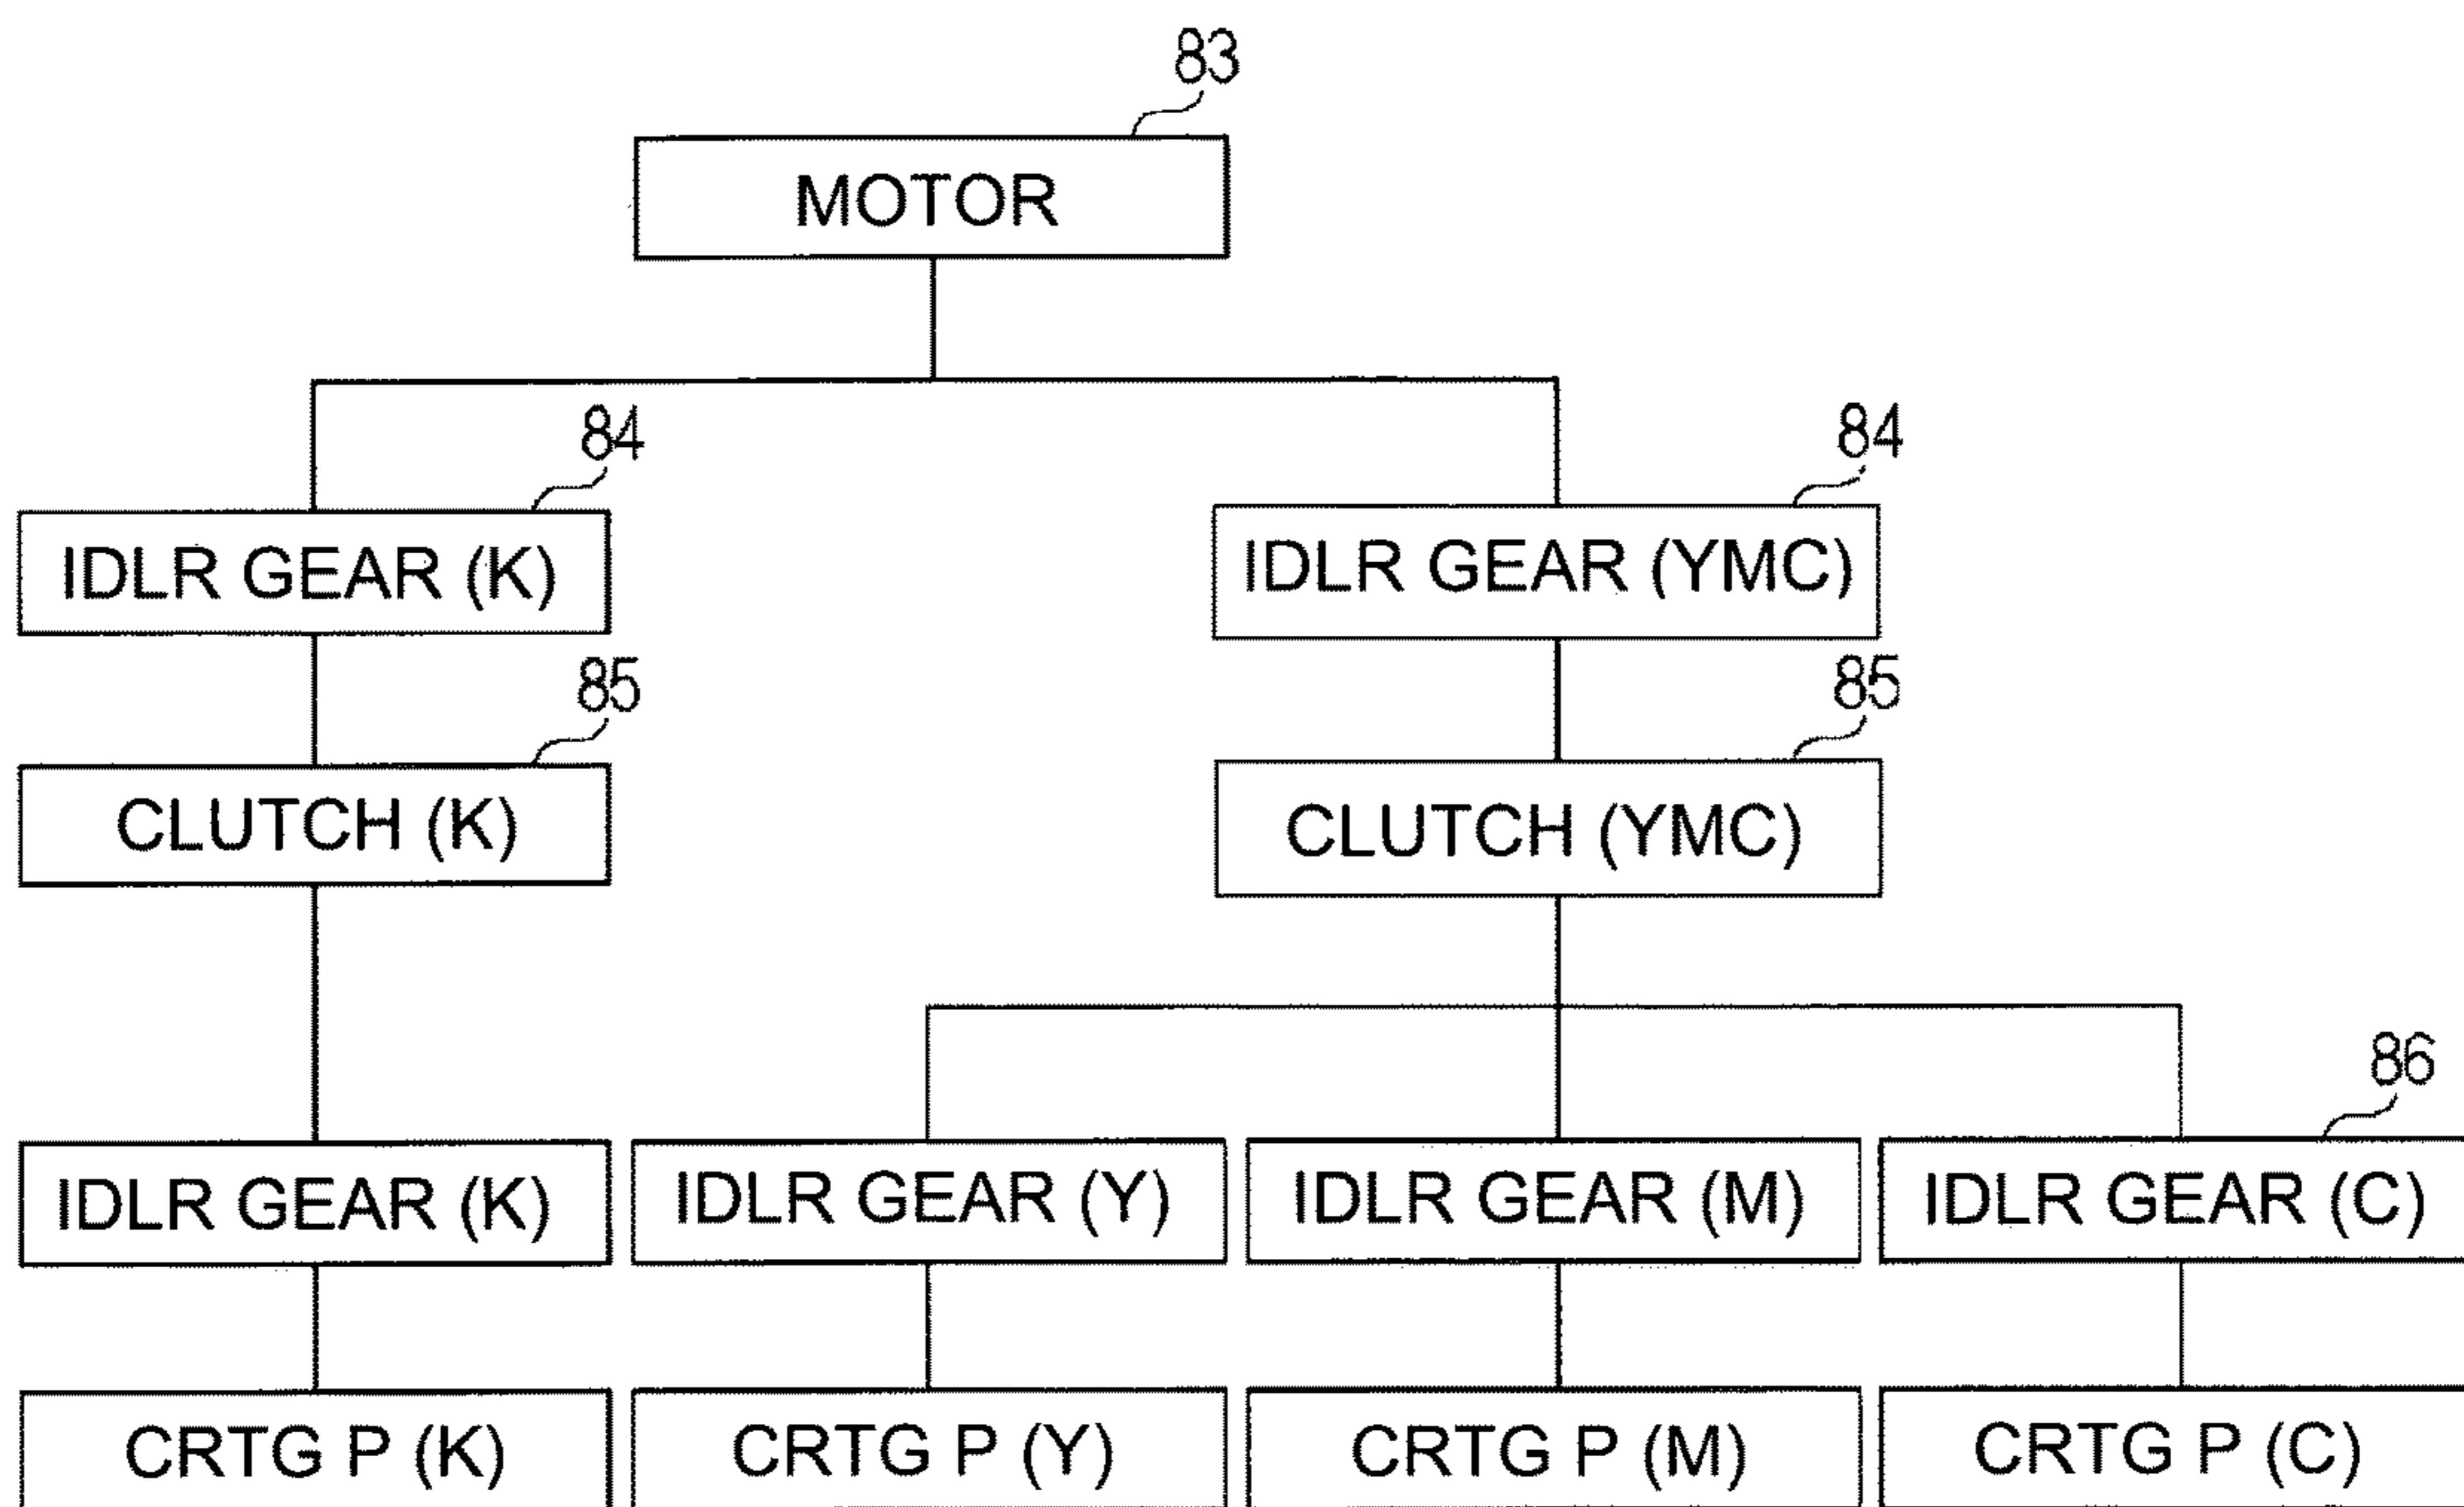 83
MOTOR
84
84
IDLR GEAR (K)
IDLR GEAR (YMC)
85
85
CLUTCH (K)
CLUTCH (YMC)
86
IDLR GEAR (K)
IDLR GEAR (Y)
IDLR GEAR (M)
IDLR GEAR (C)
CRTG P (K)
CRTG P (Y)
CRTG P (M)
CRTG P (C)